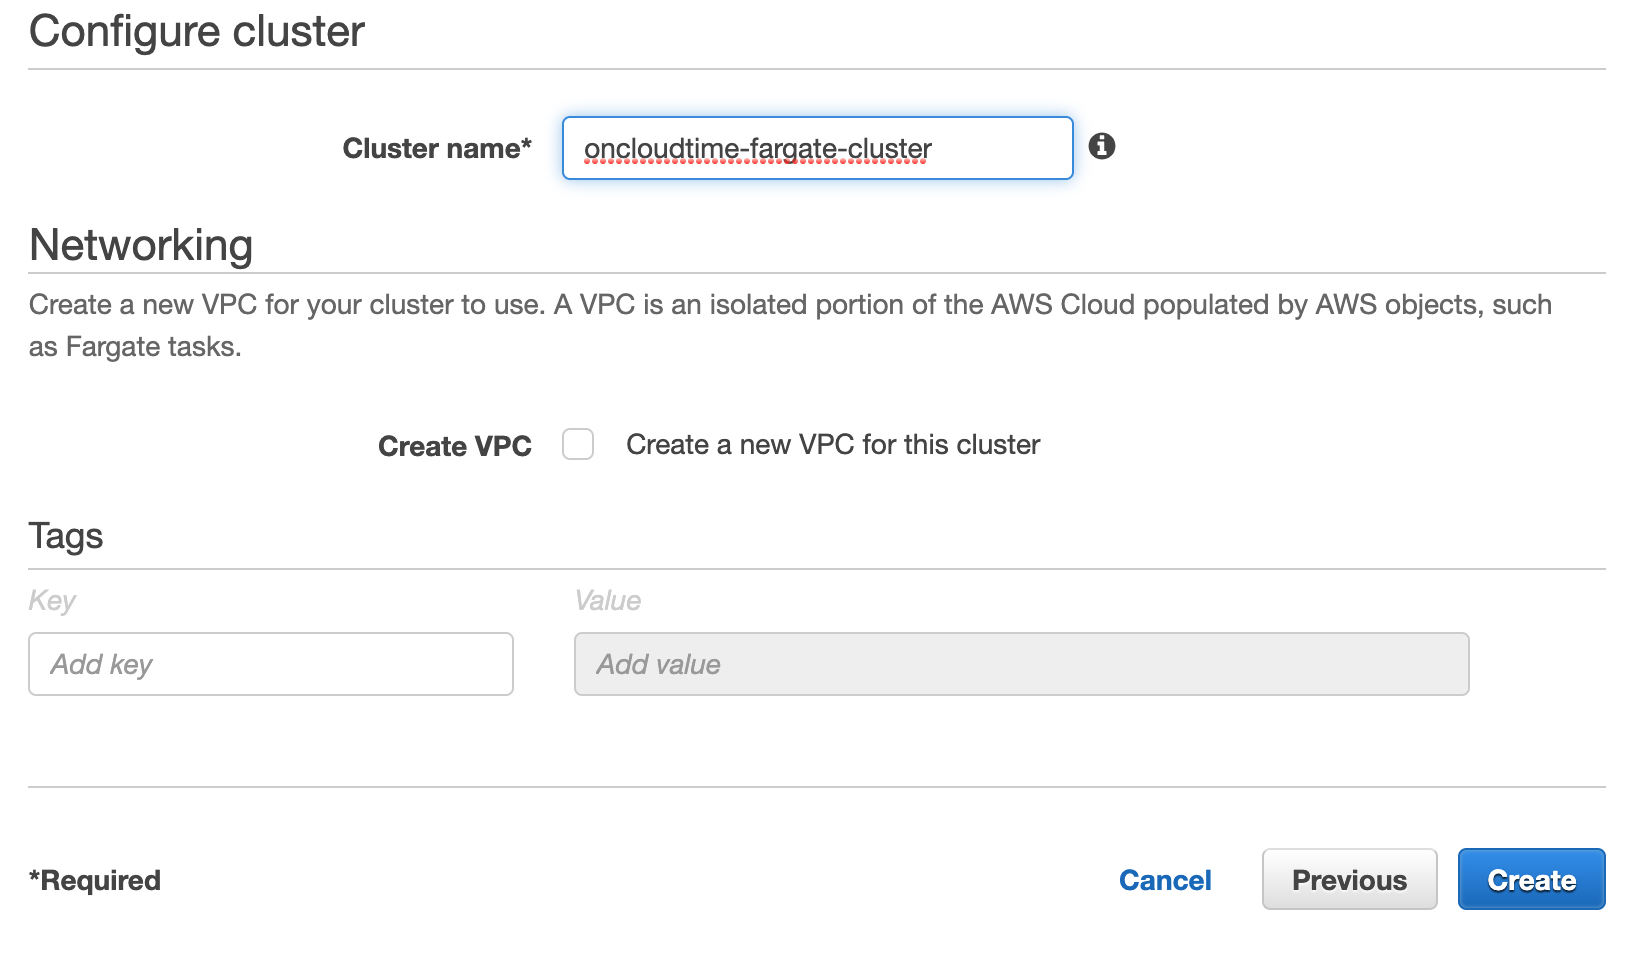 Configure cluster
Cluster name*
oncloudtime-fargate-cluster
Networking
Create a new VPC for your cluster to use. A VPC is an isolated portion of the AWS Cloud populated by AWS objects, such
as Fargate tasks.
Create VPC
Create a new VPC for this cluster
Tags
Key
Value
Add key
Add value
*Required
Cancel
Previous
Create